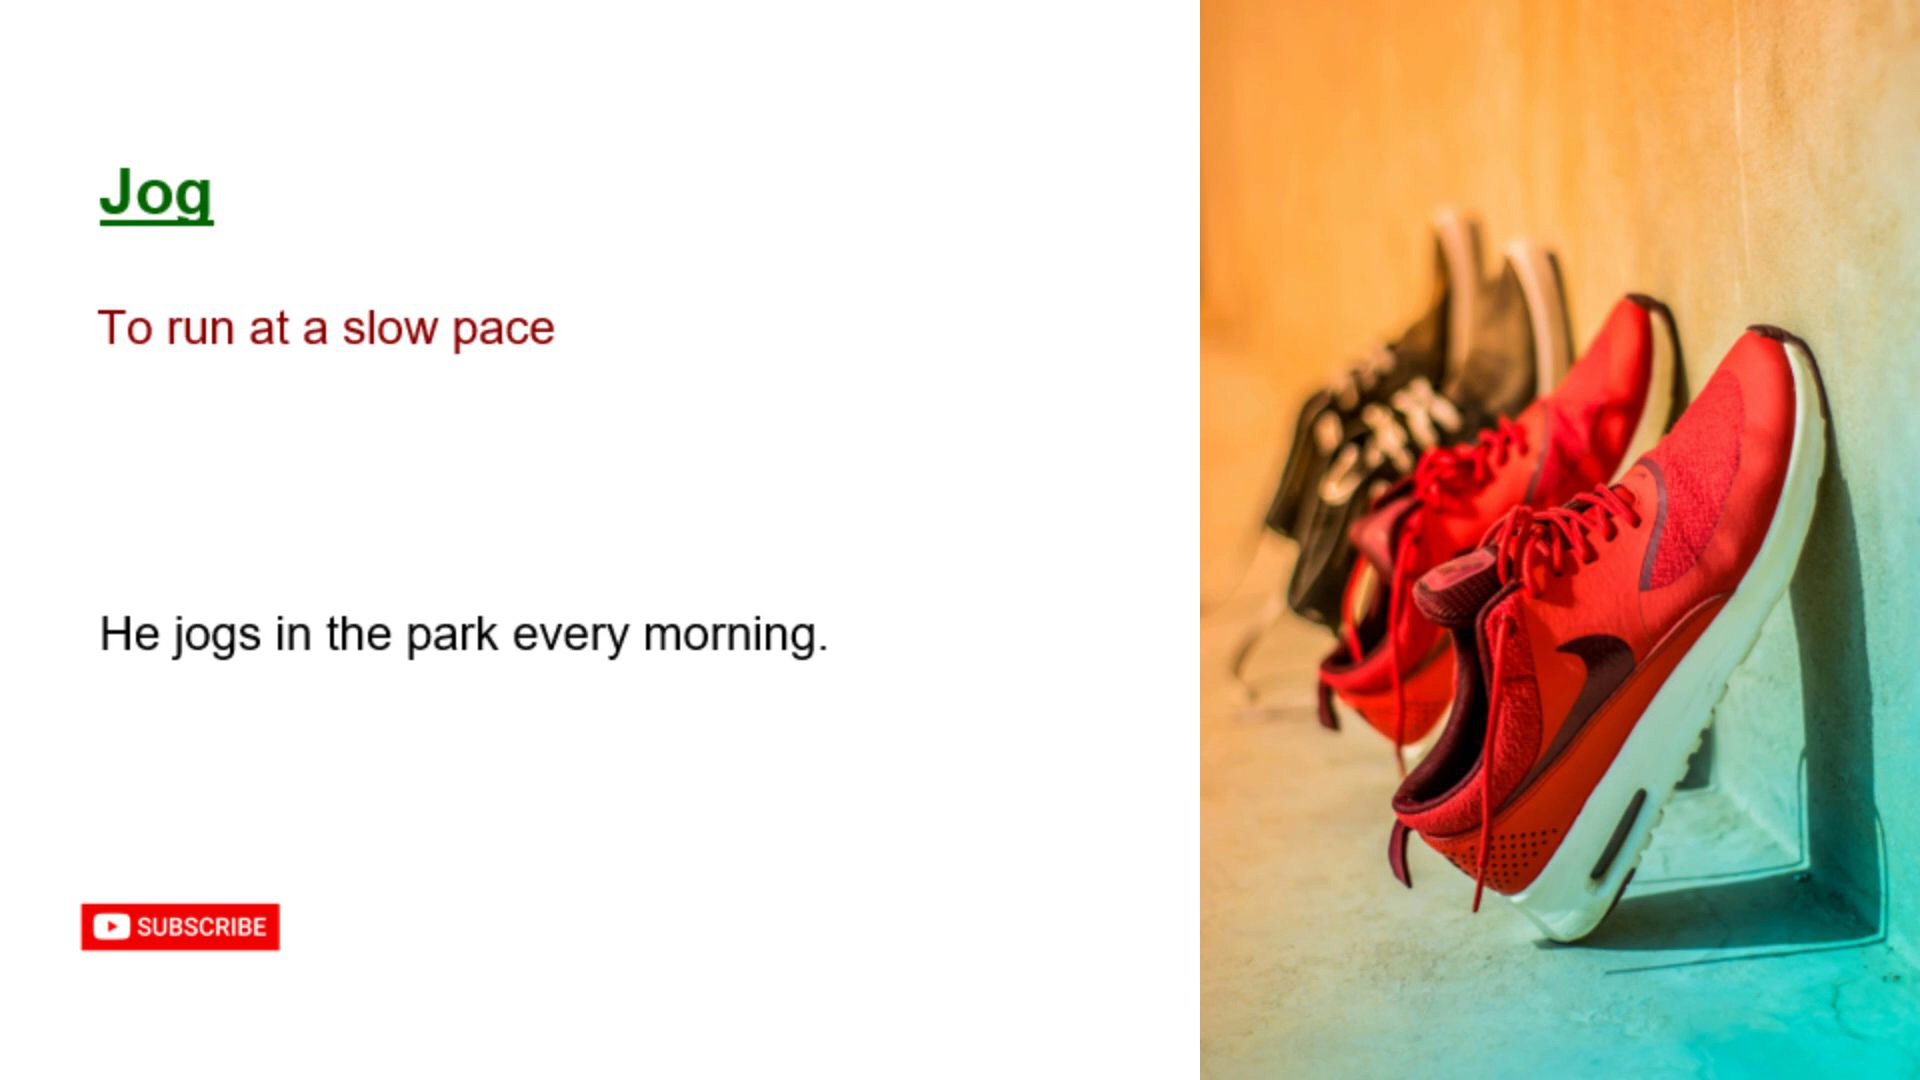 Jog
To run at a slow pace
He jogs in the park every morning.
SUBSCRIBE